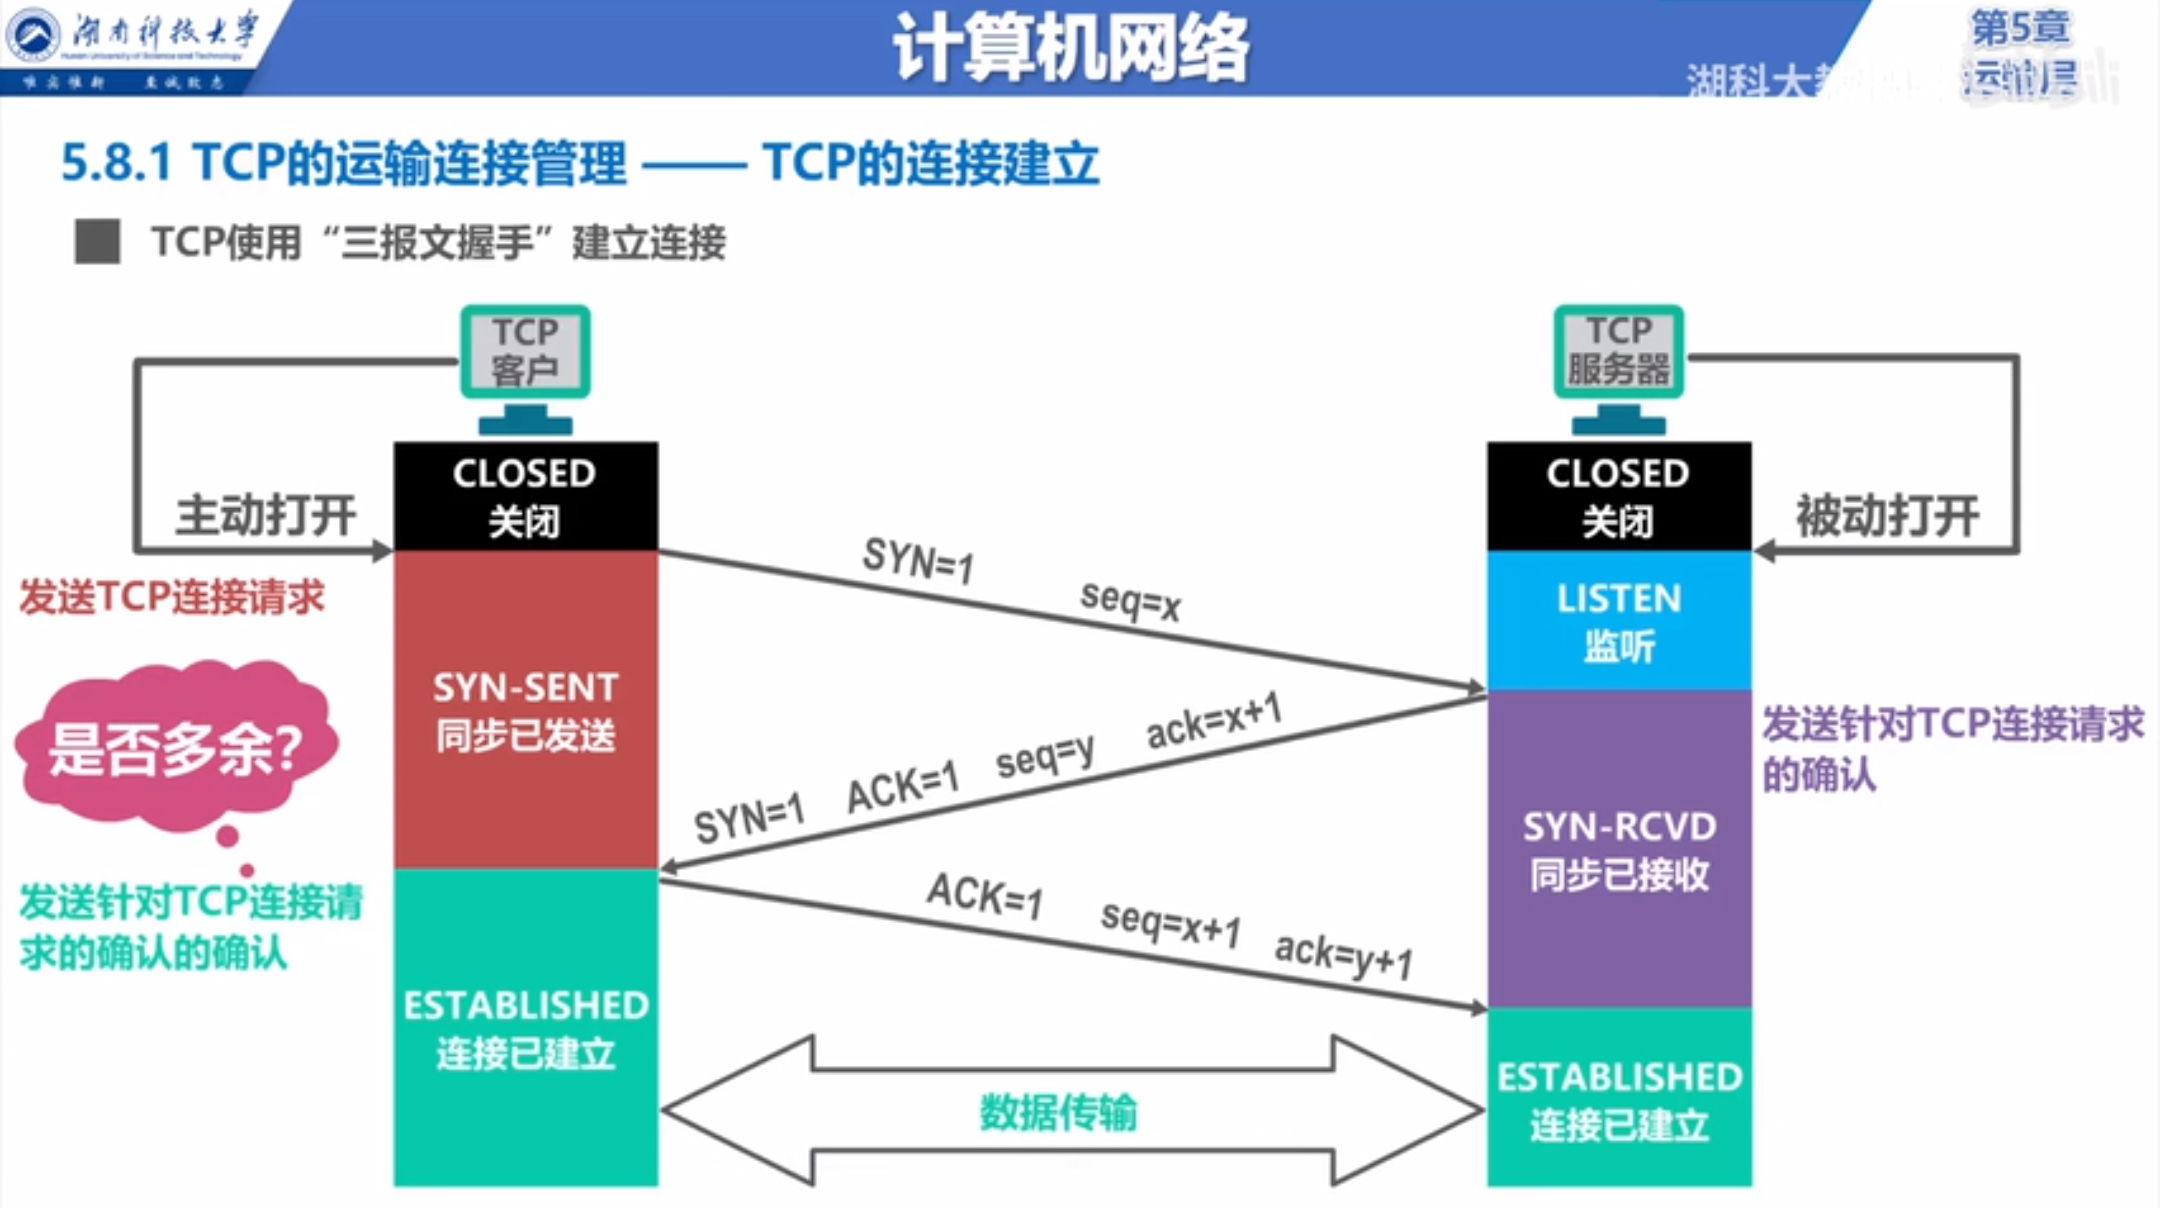 湖南科技大学
Hunan University of Science and Technology
唯实惟新 至诚致志
计算机网络
第5章
运输层
湖科大
5.8.1 TCP的运输连接管理 —— TCP的连接建立
TCP使用“三报文握手”建立连接
TCP
客户
TCP
服务器
CLOSED
关闭
CLOSED
关闭
主动打开
被动打开
SYN=1 seq=x
发送TCP连接请求
LISTEN
监听
SYN-SENT
同步已发送
是否多余?
SYN=1 ACK=1 seq=y ack=x+1
发送针对TCP连接请求
的确认
SYN-RCVD
同步已接收
发送针对TCP连接请
求的确认的确认
ACK=1 seq=x+1 ack=y+1
ESTABLISHED
连接已建立
数据传输
ESTABLISHED
连接已建立